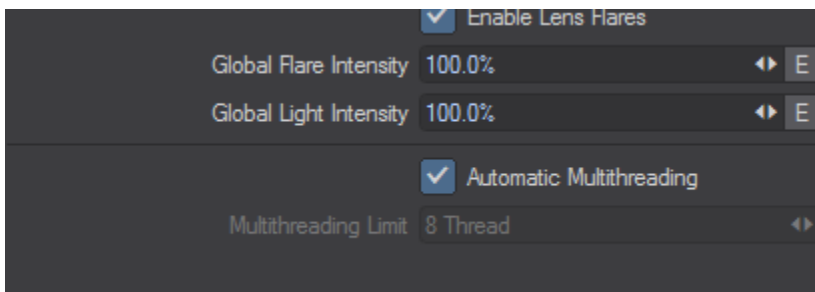 Enable Lens Flares
Global Flare Intensity 100.0% E
Global Light Intensity 100.0% E
Automatic Multithreading
Multithreading Limit 8 Thread